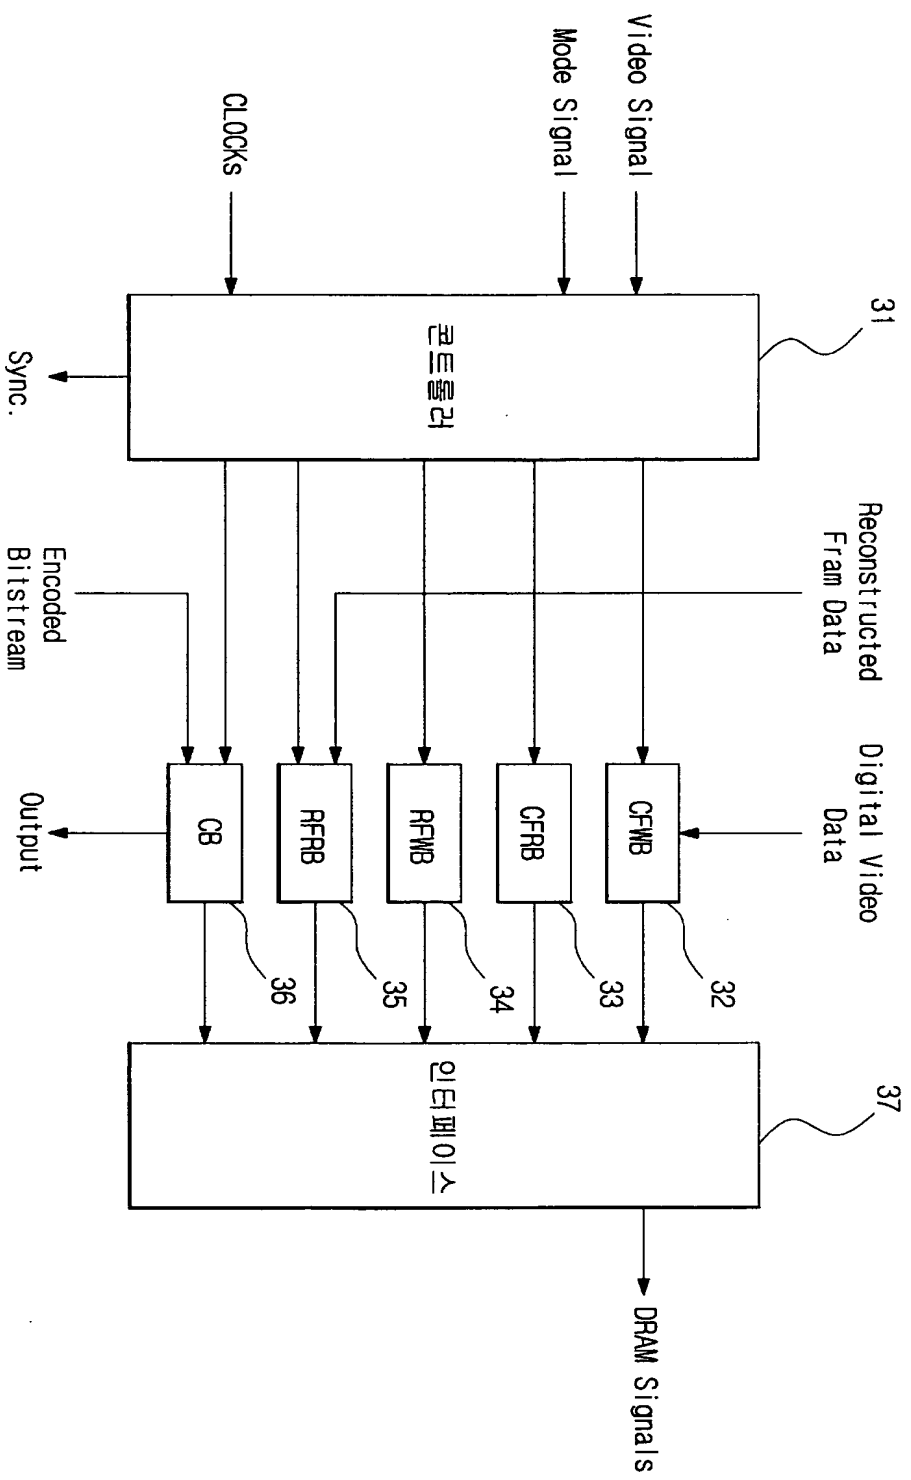 31
Reconstructed
Fram Data
Digital Video
Data
37
Video Signal
Mode Signal
CLOCKs
콘트롤러
CFWB
32
CFRB
33
RFWB
34
RFRB
35
CB
36
인터페이스
DRAM Signals
Sync.
Encoded
Bitstream
Output